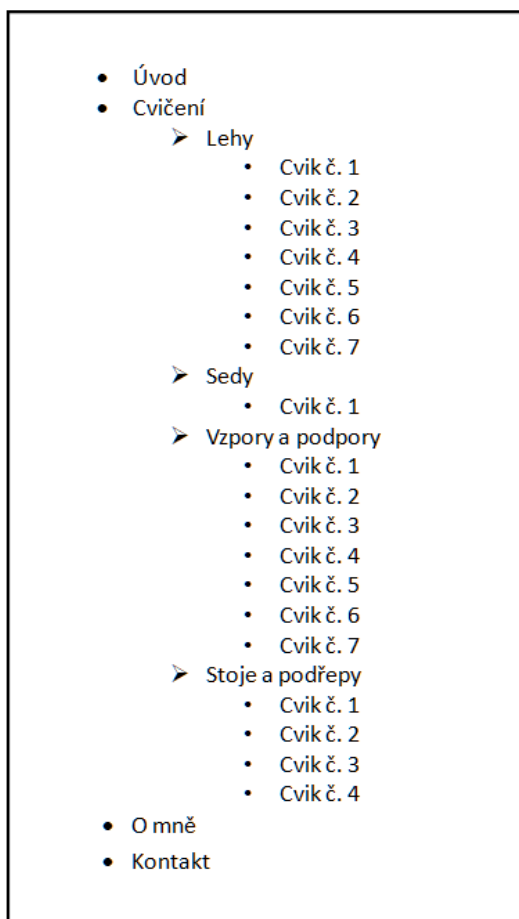 • Úvod
• Cvičení
➢ Lehy
• Cvik č. 1
• Cvik č. 2
• Cvik č. 3
• Cvik č. 4
• Cvik č. 5
• Cvik č. 6
• Cvik č. 7
➢ Sedy
• Cvik č. 1
➢ Vzpory a podpory
• Cvik č. 1
• Cvik č. 2
• Cvik č. 3
• Cvik č. 4
• Cvik č. 5
• Cvik č. 6
• Cvik č. 7
➢ Stoje a podřepy
• Cvik č. 1
• Cvik č. 2
• Cvik č. 3
• Cvik č. 4
• O mně
• Kontakt